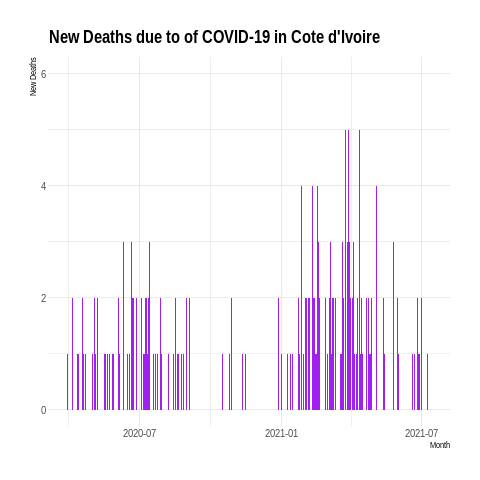 New Deaths due to of COVID-19 in Cote d'Ivoire
New Deaths
6
4
2
0
2020-07
2021-01
2021-07
Month